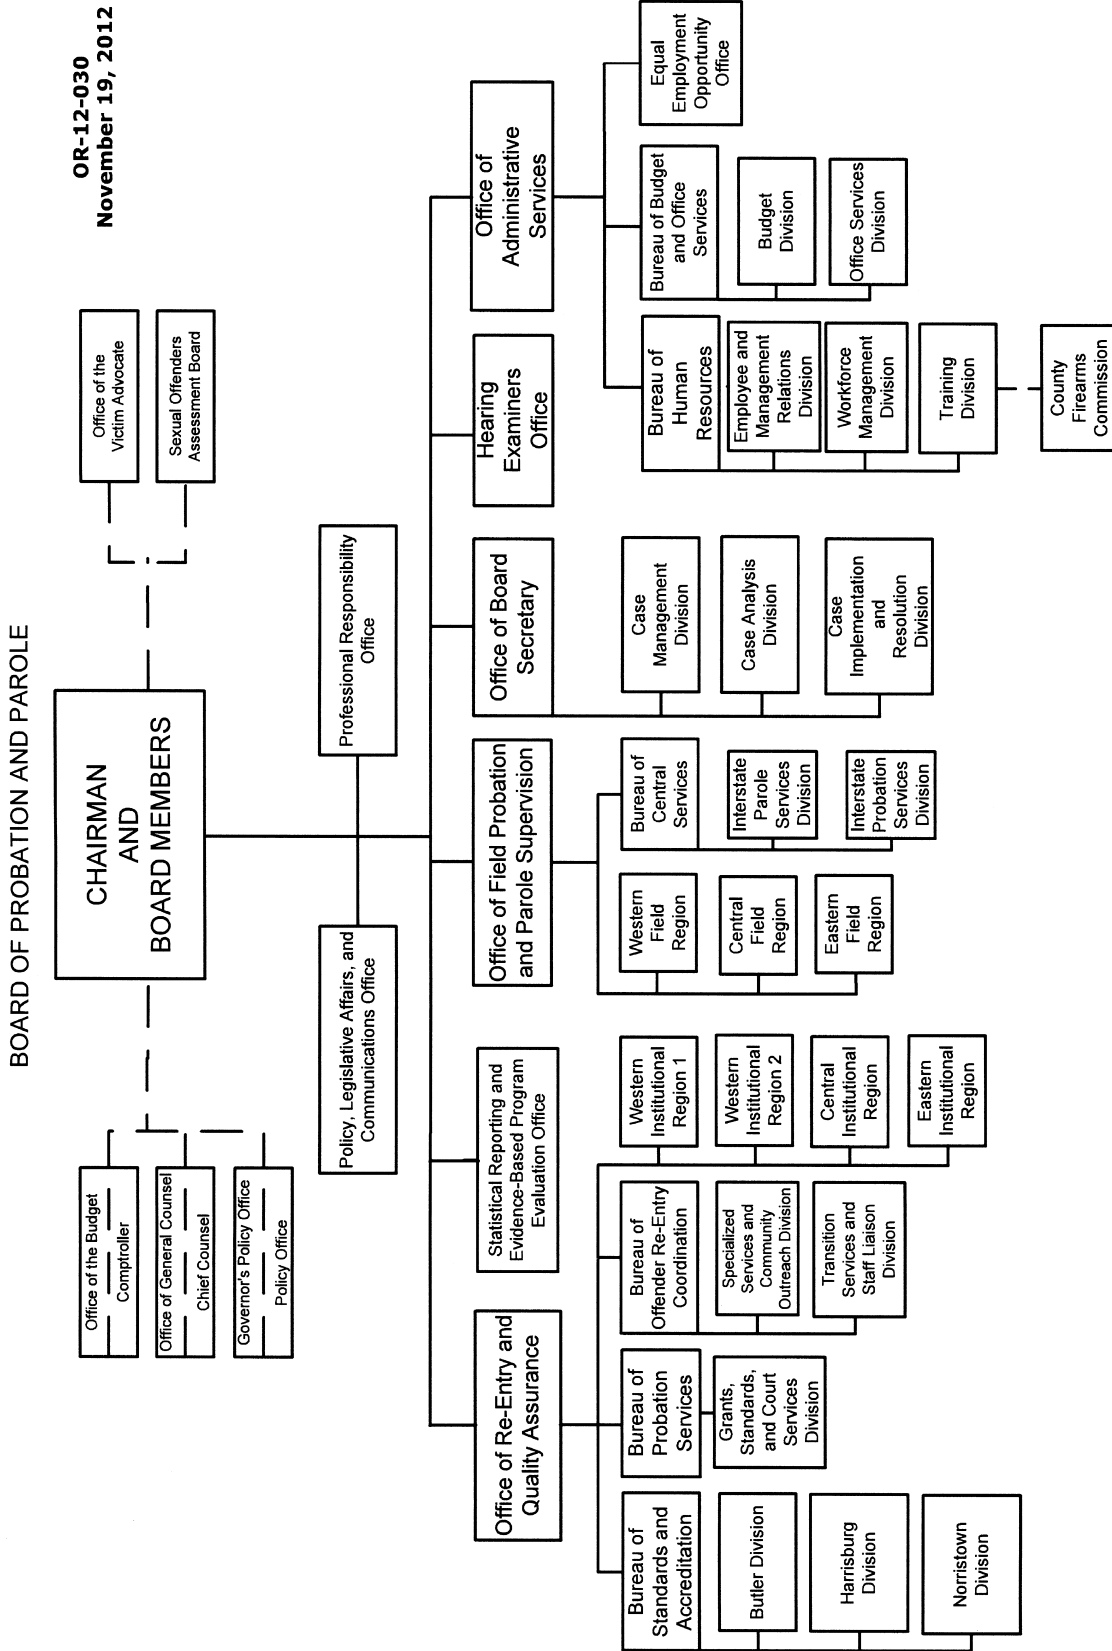 BOARD OF PROBATION AND PAROLE
OR-12-030
November 19, 2012
CHAIRMAN
AND
BOARD MEMBERS
Office of the Budget
Comptroller
Office of General Counsel
Chief Counsel
Governor's Policy Office
Policy Office
Office of the
Victim Advocate
Sexual Offenders
Assessment Board
Policy, Legislative Affairs, and
Communications Office
Professional Responsibility
Office
Office of Re-Entry and
Quality Assurance
Statistical Reporting and
Evidence-Based Program
Evaluation Office
Office of Field Probation
and Parole Supervision
Office of Board
Secretary
Hearing
Examiners
Office
Office of
Administrative
Services
Bureau of
Standards and
Accreditation
Butler Division
Harrisburg
Division
Norristown
Division
Bureau of
Probation
Services
Grants,
Standards,
and Court
Services
Division
Bureau of
Offender Re-Entry
Coordination
Specialized
Services and
Community
Outreach Division
Transition
Services and
Staff Liaison
Division
Western
Institutional
Region 1
Western
Institutional
Region 2
Central
Institutional
Region
Eastern
Institutional
Region
Western
Field
Region
Central
Field
Region
Eastern
Field
Region
Bureau of
Central
Services
Interstate
Parole
Services
Division
Interstate
Probation
Services
Division
Case
Management
Division
Case Analysis
Division
Case
Implementation
and
Resolution
Division
Bureau of
Human
Resources
Employee and
Management
Relations
Division
Workforce
Management
Division
Training
Division
County
Firearms
Commission
Bureau of Budget
and Office
Services
Budget
Division
Office Services
Division
Equal
Employment
Opportunity
Office